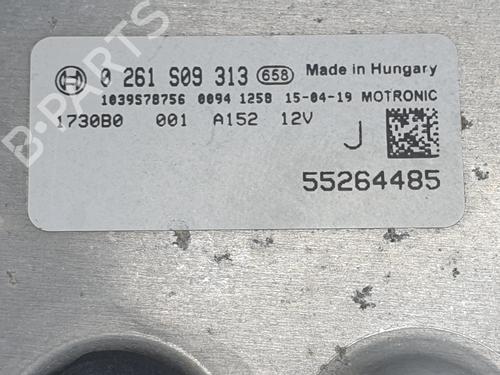 0 261 S09 313 658 Made in Hungary
1039S78756 0094 1258 15-04-19 MOTRONIC
1730B0 001 A152 12V J
55264485